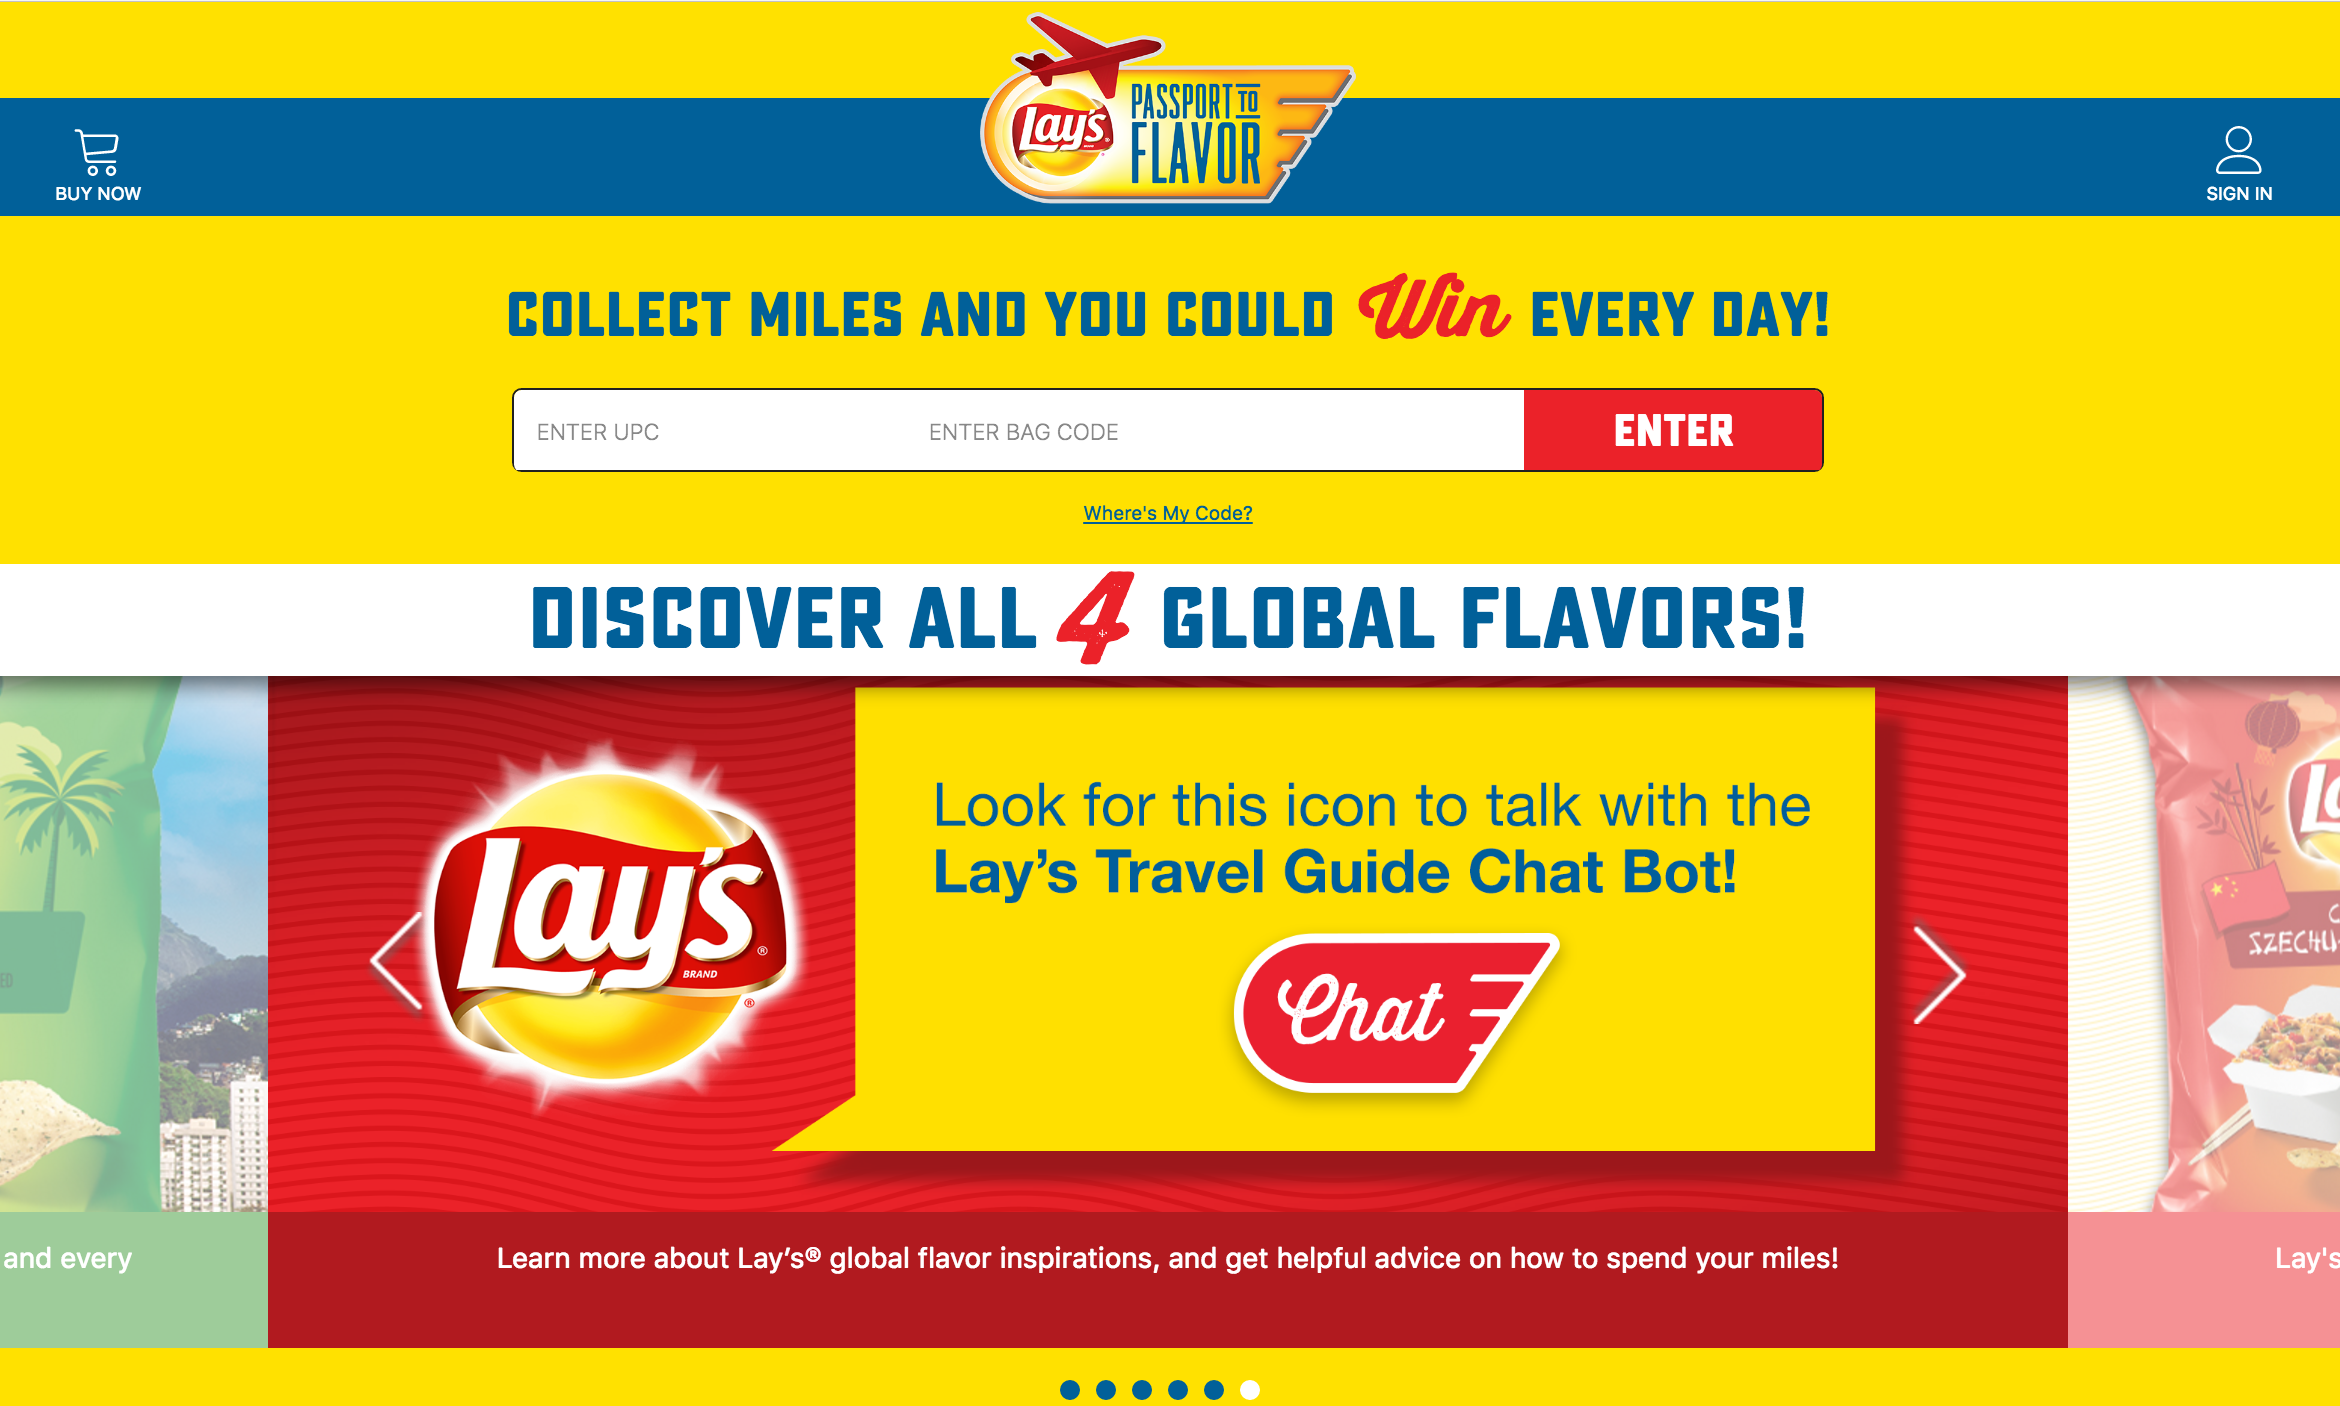 Lay's
BRAND
PASSPORT TO
FLAVOR
BUY NOW
SIGN IN
COLLECT MILES AND YOU COULD Win EVERY DAY!
ENTER UPC
ENTER BAG CODE
ENTER
Where's My Code?
DISCOVER ALL 4 GLOBAL FLAVORS!
Lay's®
BRAND
®
Look for this icon to talk with the
Lay’s Travel Guide Chat Bot!
Chat
SZECHU
and every
Learn more about Lay’s® global flavor inspirations, and get helpful advice on how to spend your miles!
Lay's